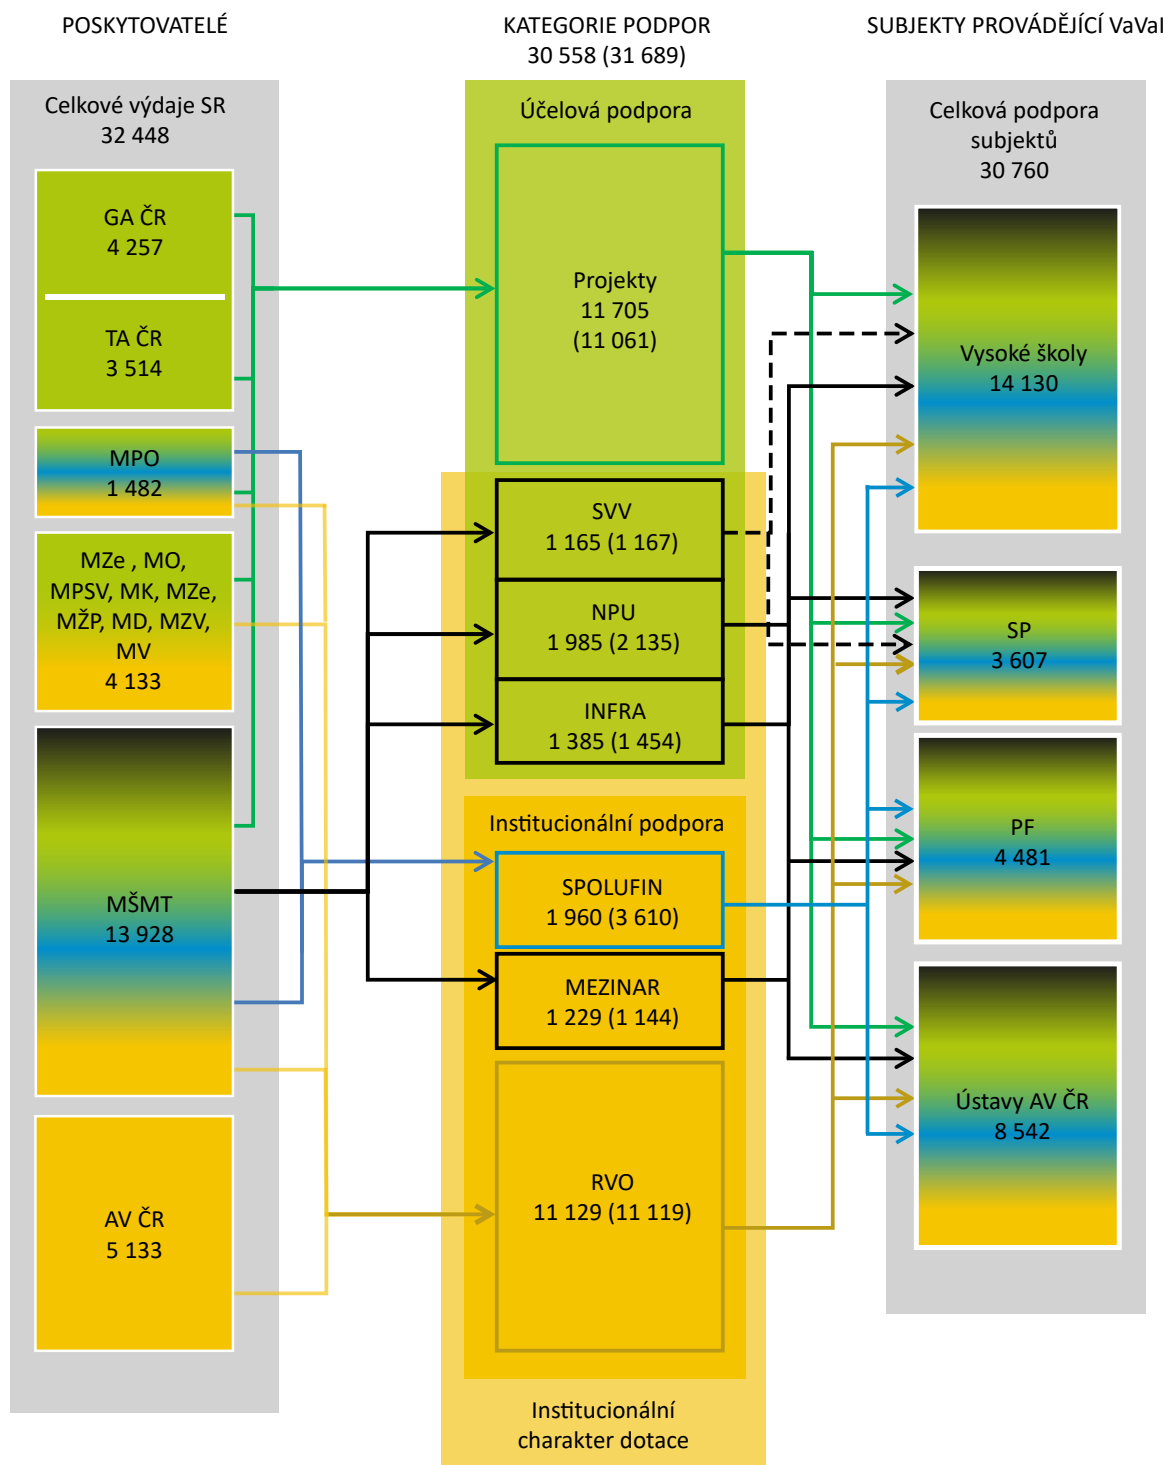 POSKYTOVATELÉ
Celkové výdaje SR
32 448
GA ČR
4 257
TA ČR
3 514
MPO
1 482
MZe , MO,
MPSV, MK, MZe,
MŽP, MD, MZV,
MV
4 133
MŠMT
13 928
AV ČR
5 133
KATEGORIE PODPOR
30 558 (31 689)
Účelová podpora
Projekty
11 705
(11 061)
SVV
1 165 (1 167)
NPU
1 985 (2 135)
INFRA
1 385 (1 454)
Institucionální podpora
SPOLUFIN
1 960 (3 610)
MEZINAR
1 229 (1 144)
RVO
11 129 (11 119)
Institucionální
charakter dotace
SUBJEKTY PROVÁDĚJÍCÍ VaVaI
Celková podpora
subjektů
30 760
Vysoké školy
14 130
SP
3 607
PF
4 481
Ústavy AV ČR
8 542